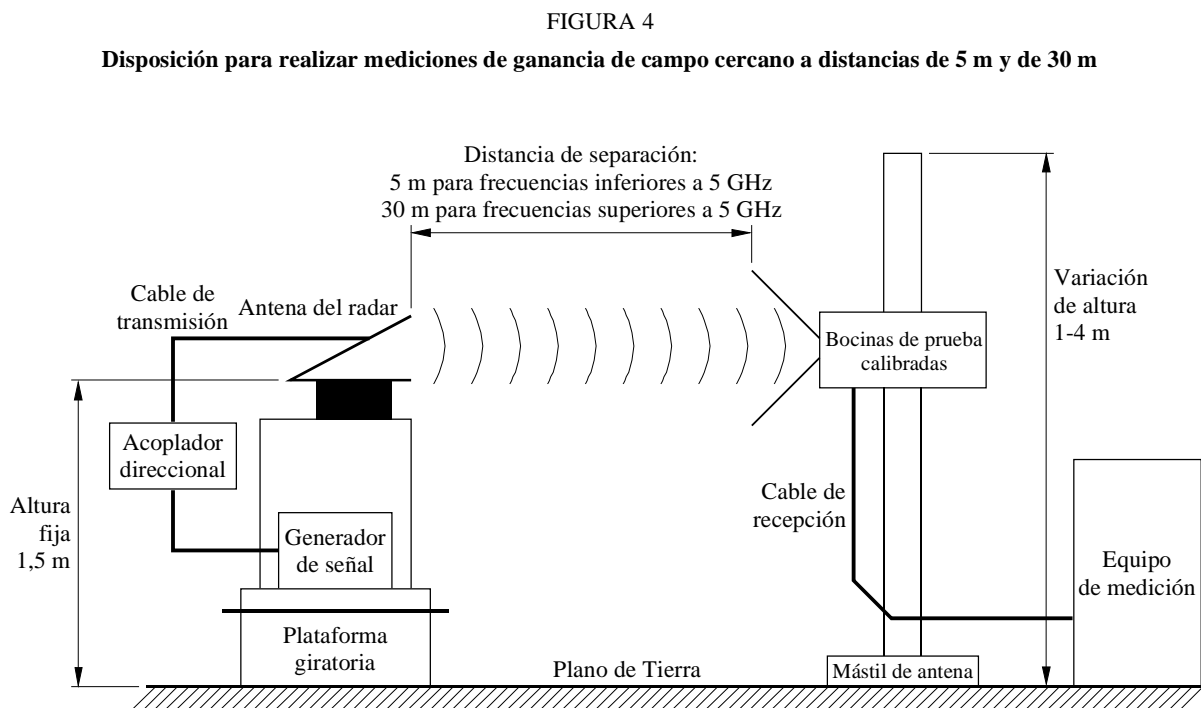 FIGURA 4
Disposición para realizar mediciones de ganancia de campo cercano a distancias de 5 m y de 30 m
Distancia de separación:
5 m para frecuencias inferiores a 5 GHz
30 m para frecuencias superiores a 5 GHz
Cable de
transmisión
Antena del radar
Variación
de altura
1-4 m
Bocinas de prueba
calibradas
Acoplador
direccional
Altura
fija
1,5 m
Generador
de señal
Cable de
recepción
Equipo
de medición
Plataforma
giratoria
Plano de Tierra
Mástil de antena